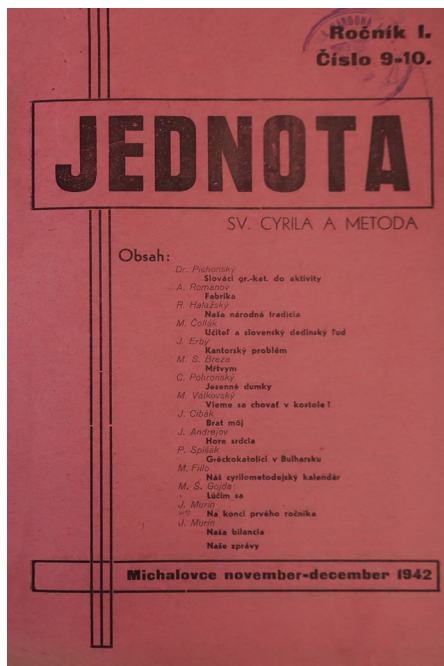 Ročník I.
Číslo 9-10.
JEDNOTA
SV. CYRILA A METODA
Obsah:
Dr. Pichonský
Slováci gr.-kat. do aktivity
A. Romanov
Fabrika
R. Halažský
Naša národná tradícia
M. Čollák
Učiteľ a slovenský dedinský ľud
J. Erby
Kantorský problém
M. S. Breza
Mŕtvym
C. Pohronský
Jesenné dumky
M. Valkovský
Vieme sa chovať v kostole?
J. Cibák
Brat môj
J. Andrejov
Hore srdcia
P. Spišák
Gréckokatolíci v Bulharsku
M. Fillo
Náš cyrilometodejský kalendár
M. Š. Gojda
Lúčim sa
J. Murín
Na konci prvého ročníka
J. Murín
Naša bilancia
Naše zprávy
Michalovce november-december 1942